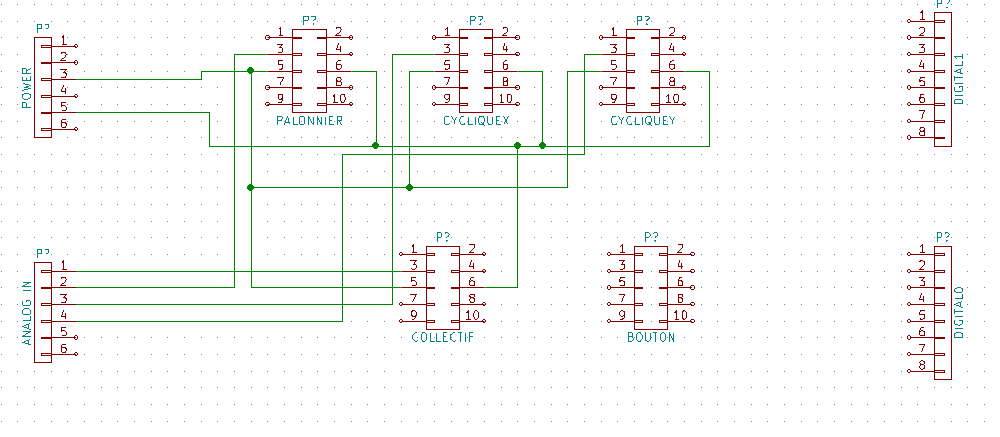 P?
POWER
1
2
3
4
5
6
P?
1 2
3 4
5 6
7 8
9 10
PALONNIER
P?
1 2
3 4
5 6
7 8
9 10
CYCLIQUEX
P?
1 2
3 4
5 6
7 8
9 10
CYCLIQUEY
P?
1
2
3
4
5
6
7
8
DIGITAL1
P?
ANALOG IN
1
2
3
4
5
6
P?
1 2
3 4
5 6
7 8
9 10
COLLECTIF
P?
1 2
3 4
5 6
7 8
9 10
BOUTON
P?
1
2
3
4
5
6
7
8
DIGITAL0